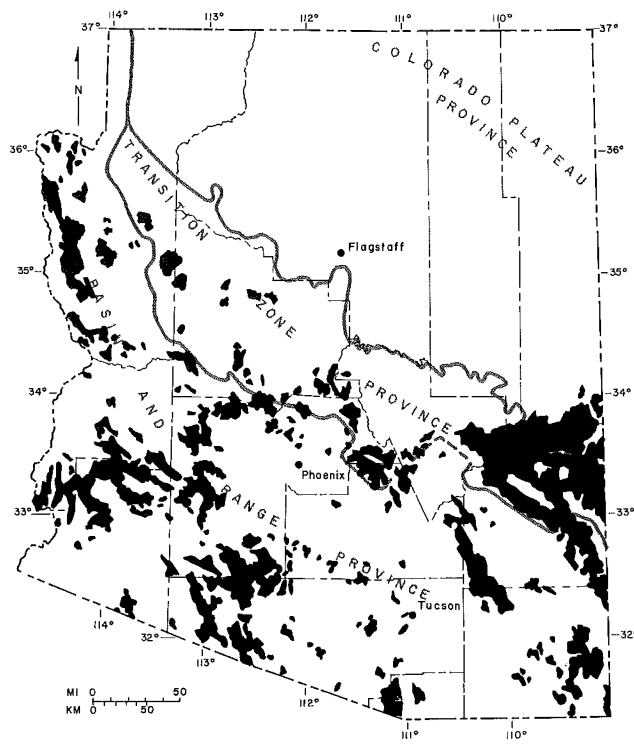 114° 113° 112° 111° 110°
37° 37°
COLORADO PLATEAU
PROVINCE
N
36° 36°
TRANSITION
Flagstaff
35° 35°
BASIN
ZONE
34° 34°
AND
PROVINCE
Phoenix
33° 33°
RANGE
PROVINCE
Tucson
114°
32° 32°
113°
MI 0 50
KM 0 50
112°
111° 110°